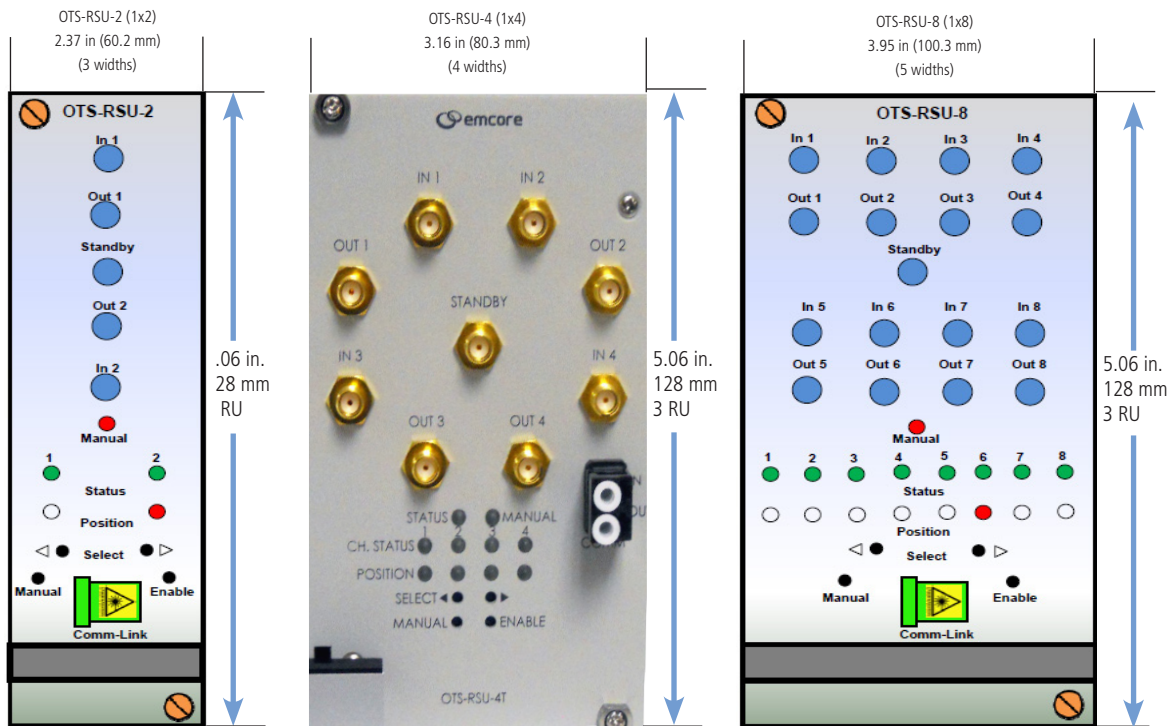 OTS-RSU-2 (1x2)
2.37 in (60.2 mm)
(3 widths)
OTS-RSU-4 (1x4)
3.16 in (80.3 mm)
(4 widths)
OTS-RSU-8 (1x8)
3.95 in (100.3 mm)
(5 widths)
OTS-RSU-2
In 1
Out 1
Standby
Out 2
In 2
Manual
1 2
Status
Position
Select
Manual Enable
Comm-Link
.06 in.
28 mm
RU
emcore
IN 1 IN 2
OUT 1 OUT 2
STANDBY
IN 3 IN 4
OUT 3 OUT 4
STATUS MANUAL
1 2 3 4
CH. STATUS
POSITION
SELECT
MANUAL ENABLE
OTS-RSU-4T
5.06 in.
128 mm
3 RU
OTS-RSU-8
In 1 In 2 In 3 In 4
Out 1 Out 2 Out 3 Out 4
Standby
In 5 In 6 In 7 In 8
Out 5 Out 6 Out 7 Out 8
Manual
1 2 3 4 5 6 7 8
Status
Position
Select
Manual Enable
Comm-Link
5.06 in.
128 mm
3 RU